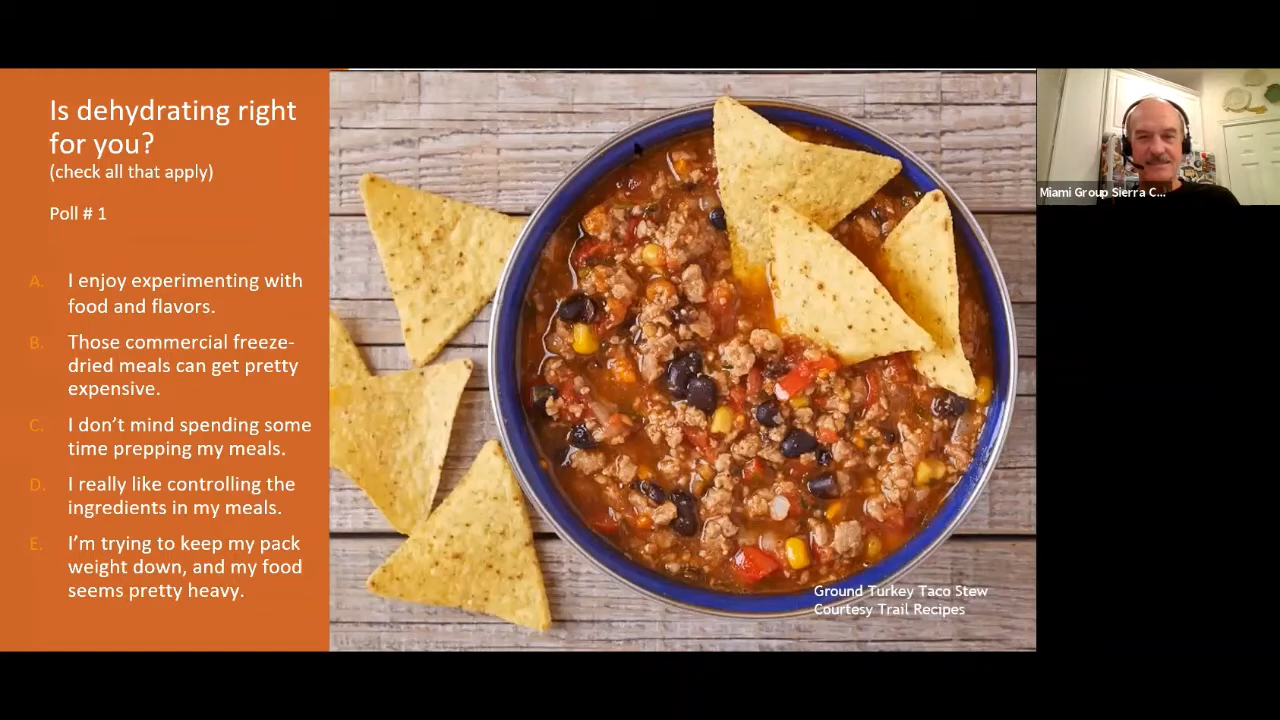 Is dehydrating right
for you?
(check all that apply)
Poll # 1
A. I enjoy experimenting with
food and flavors.
B. Those commercial freeze-
dried meals can get pretty
expensive.
C. I don’t mind spending some
time prepping my meals.
D. I really like controlling the
ingredients in my meals.
E. I’m trying to keep my pack
weight down, and my food
seems pretty heavy.
Ground Turkey Taco Stew
Courtesy Trail Recipes
Miami Group Sierra C...